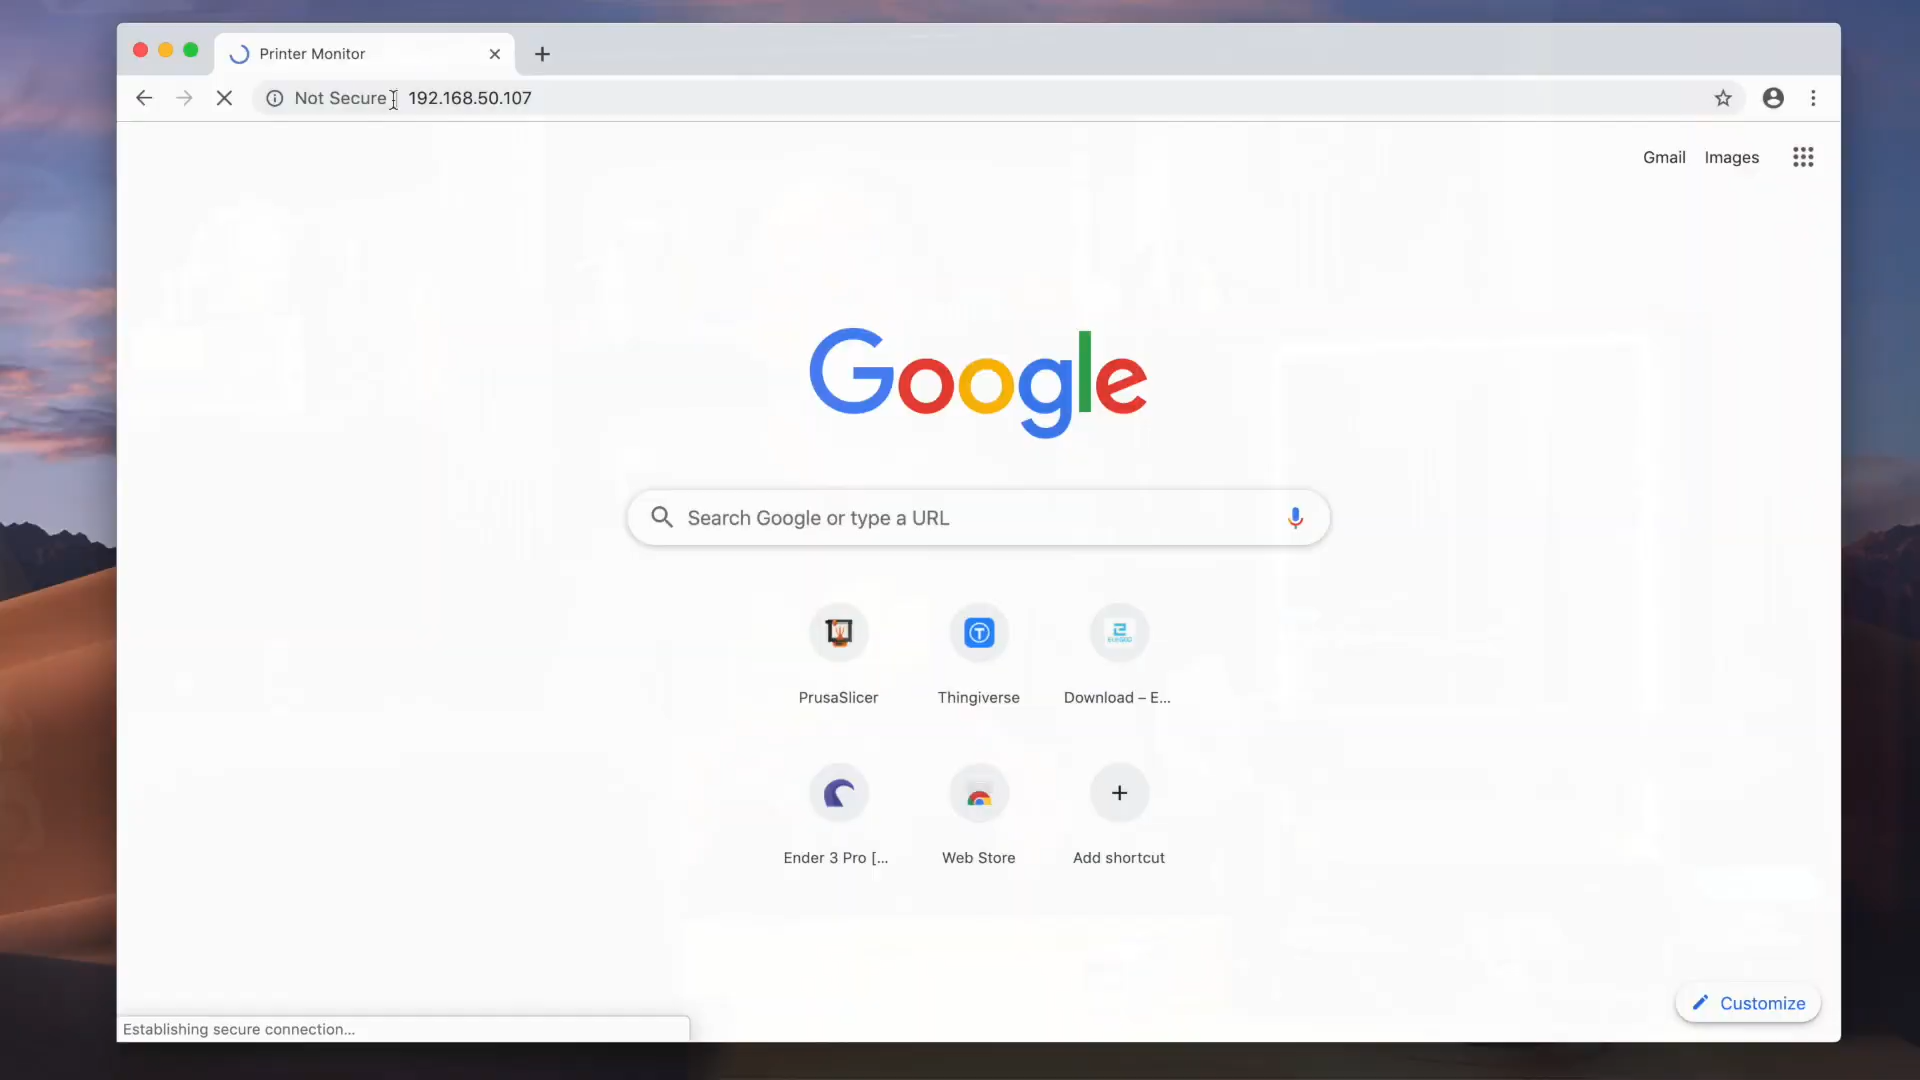 Printer Monitor
Not Secure 192.168.50.107
Gmail Images
Google
Search Google or type a URL
PrusaSlicer Thingiverse Download – E...
Ender 3 Pro [... Web Store Add shortcut
Customize
Establishing secure connection...